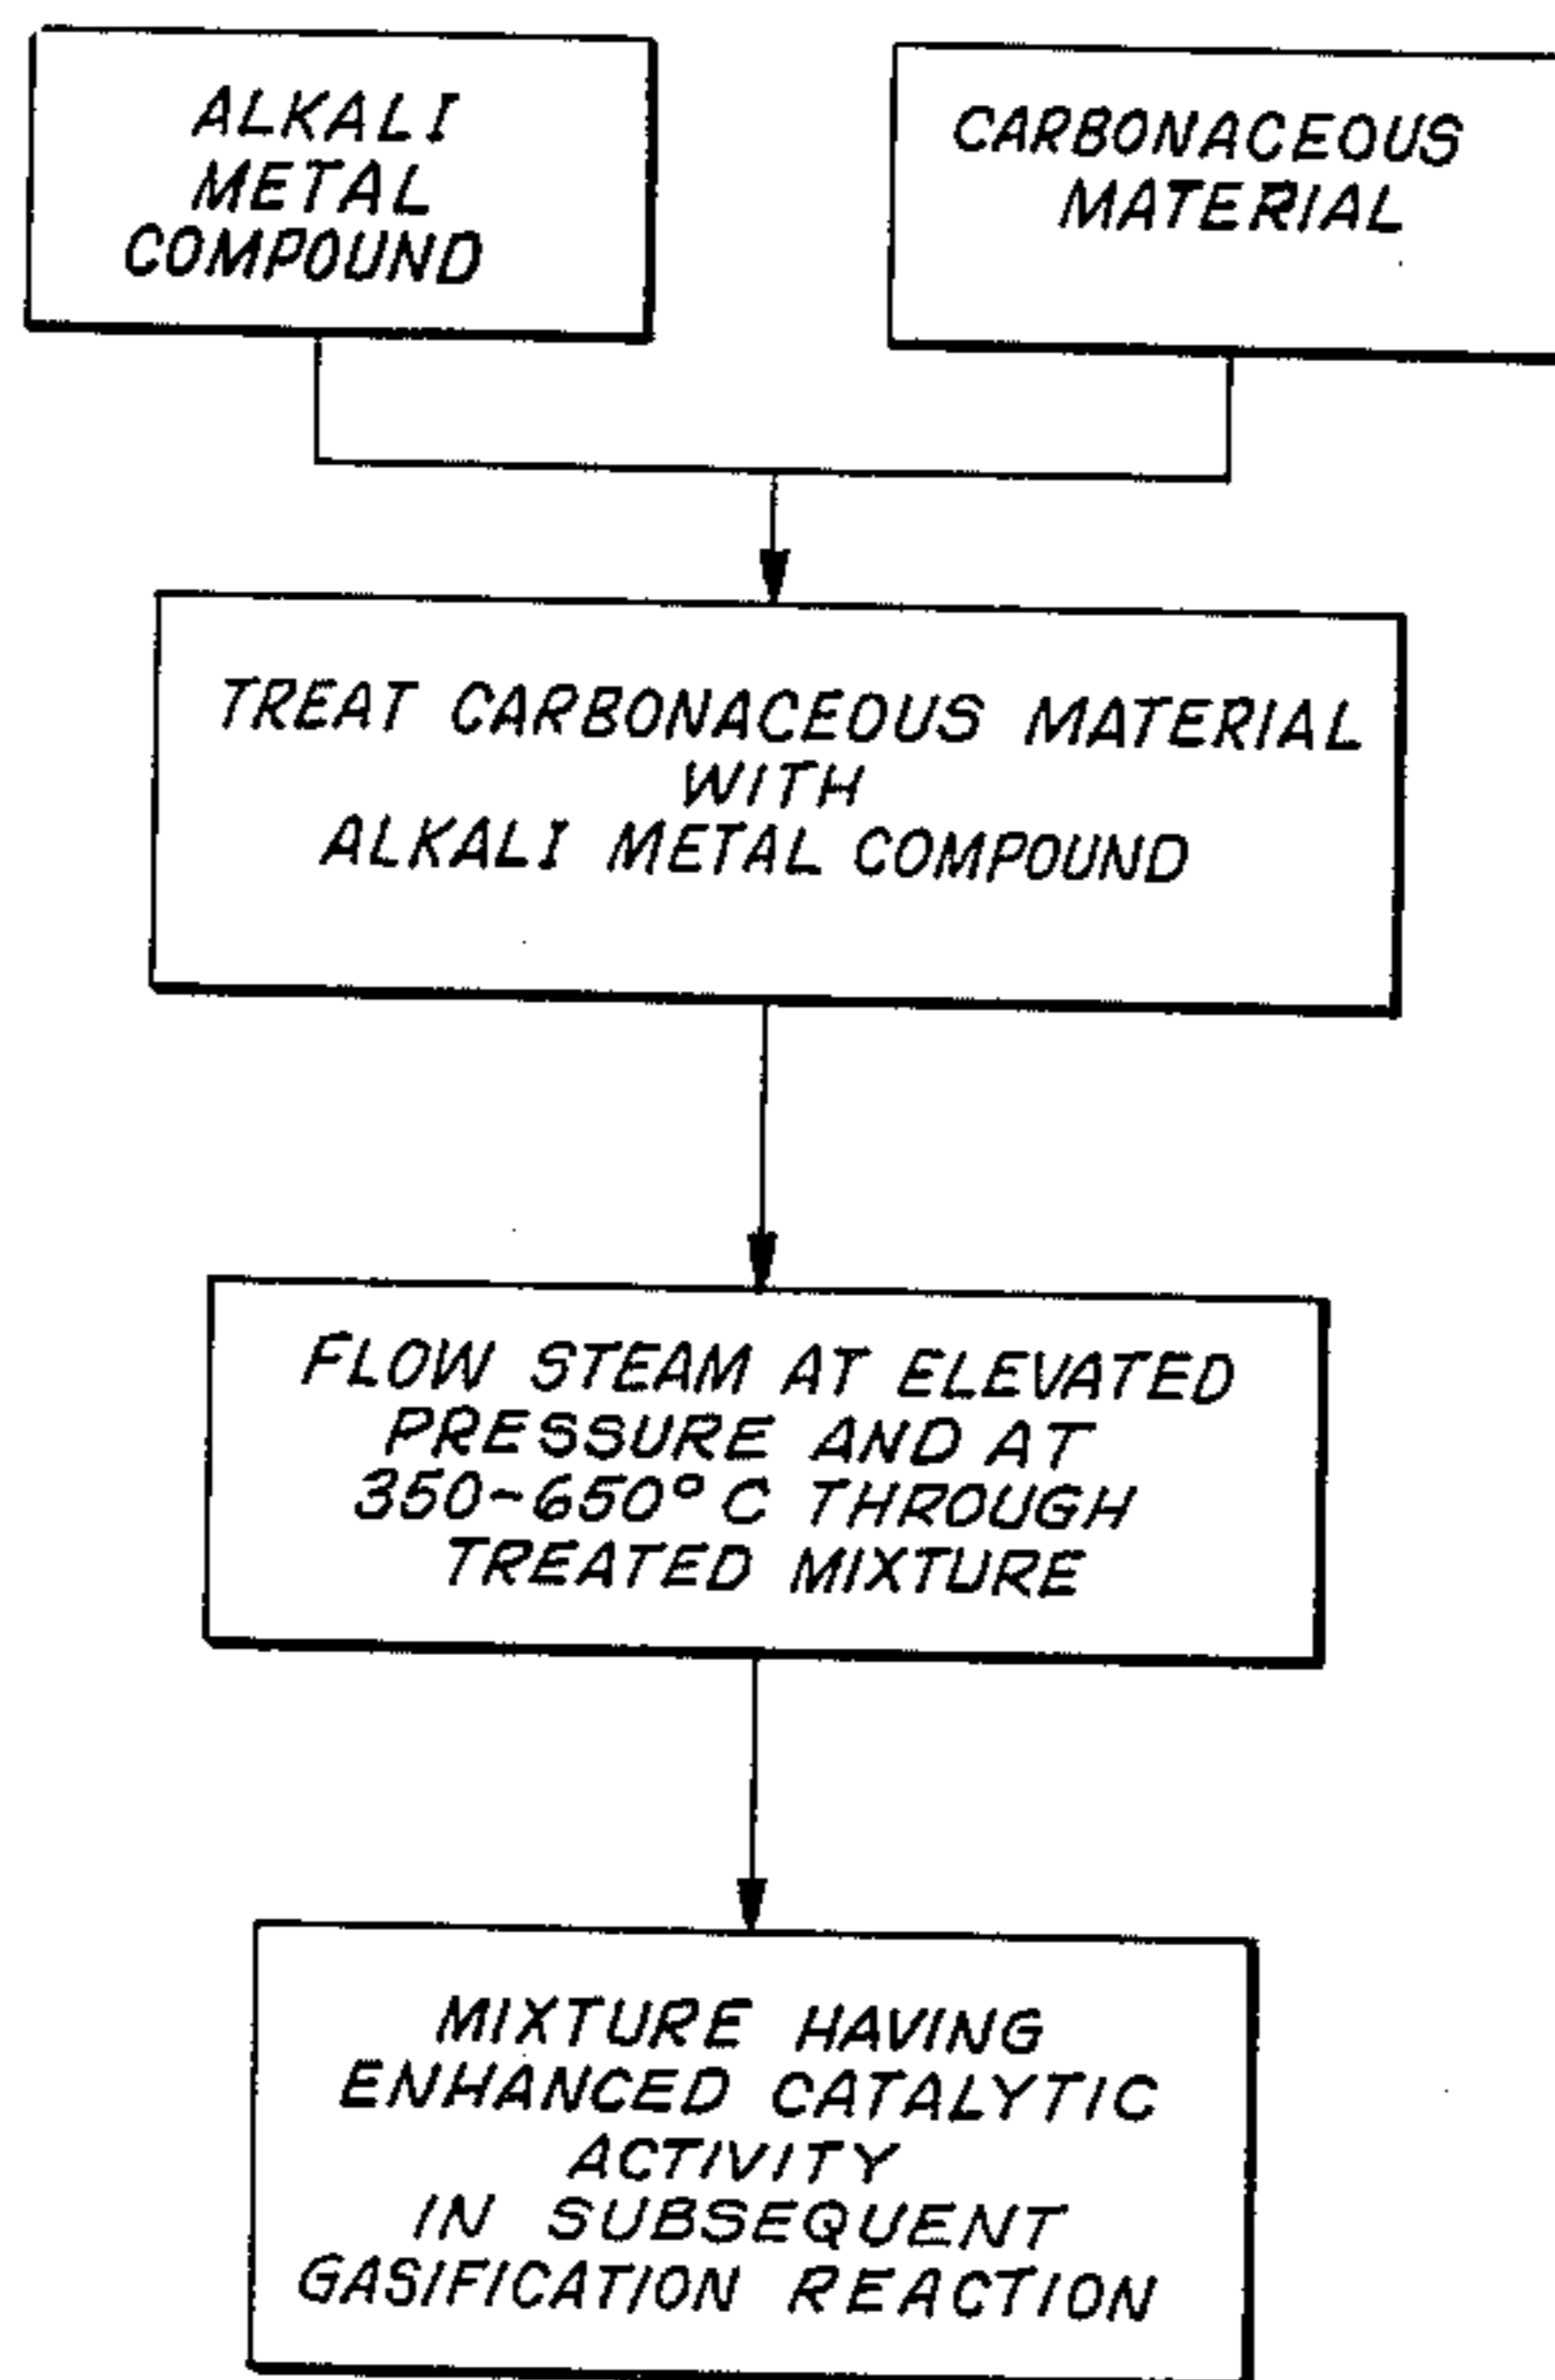 ALKALI
METAL
COMPOUND
CARBONACEOUS
MATERIAL
TREAT CARBONACEOUS MATERIAL
WITH
ALKALI METAL COMPOUND
FLOW STEAM AT ELEVATED
PRESSURE AND AT
350~650° C THROUGH
TREATED MIXTURE
MIXTURE HAVING
ENHANCED CATALYTIC
ACTIVITY
IN SUBSEQUENT
GASIFICATION REACTION